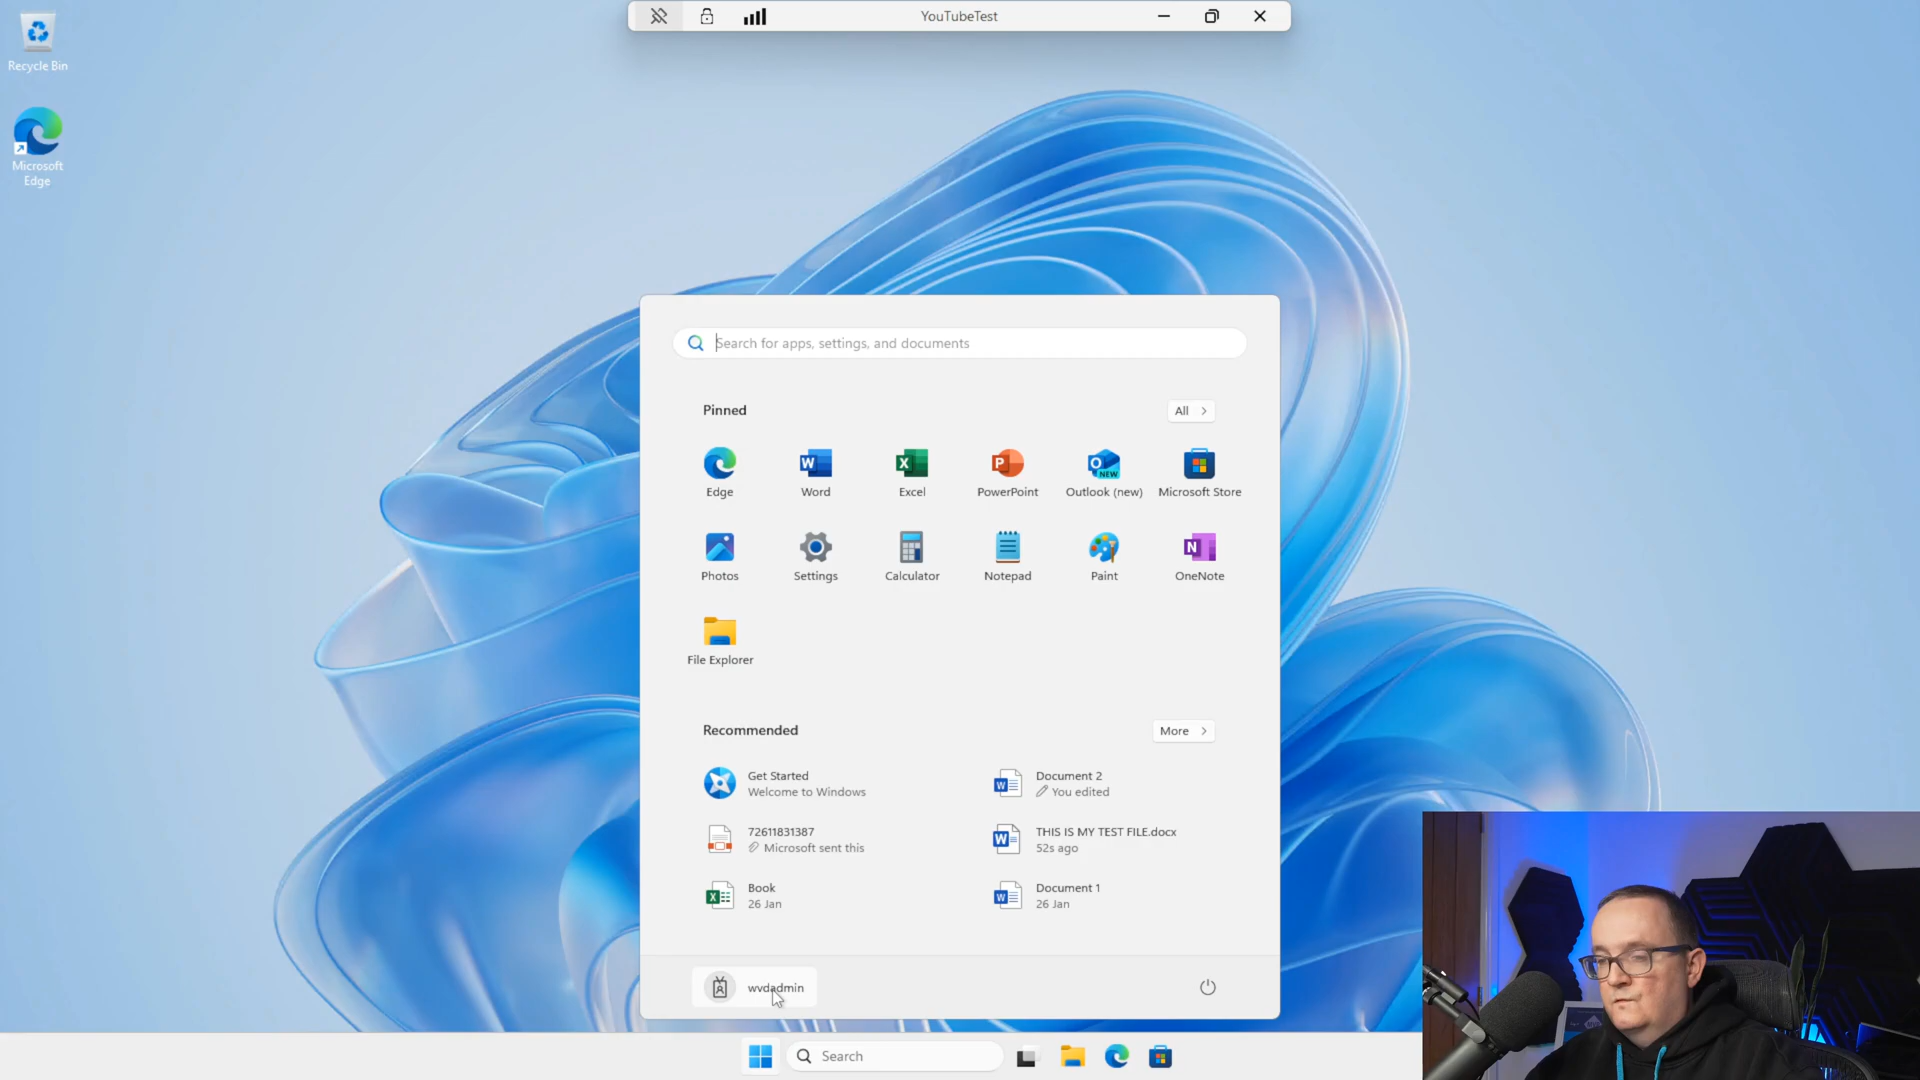 YouTubeTest
Recycle Bin
Microsoft
Edge
Search for apps, settings, and documents
Pinned
All
Edge
Word
Excel
PowerPoint
Outlook (new)
Microsoft Store
Photos
Settings
Calculator
Notepad
Paint
OneNote
File Explorer
Recommended
More
Get Started
Welcome to Windows
Document 2
You edited
72611831387
Microsoft sent this
THIS IS MY TEST FILE.docx
52s ago
Book
26 Jan
Document 1
26 Jan
wvdadmin
Search